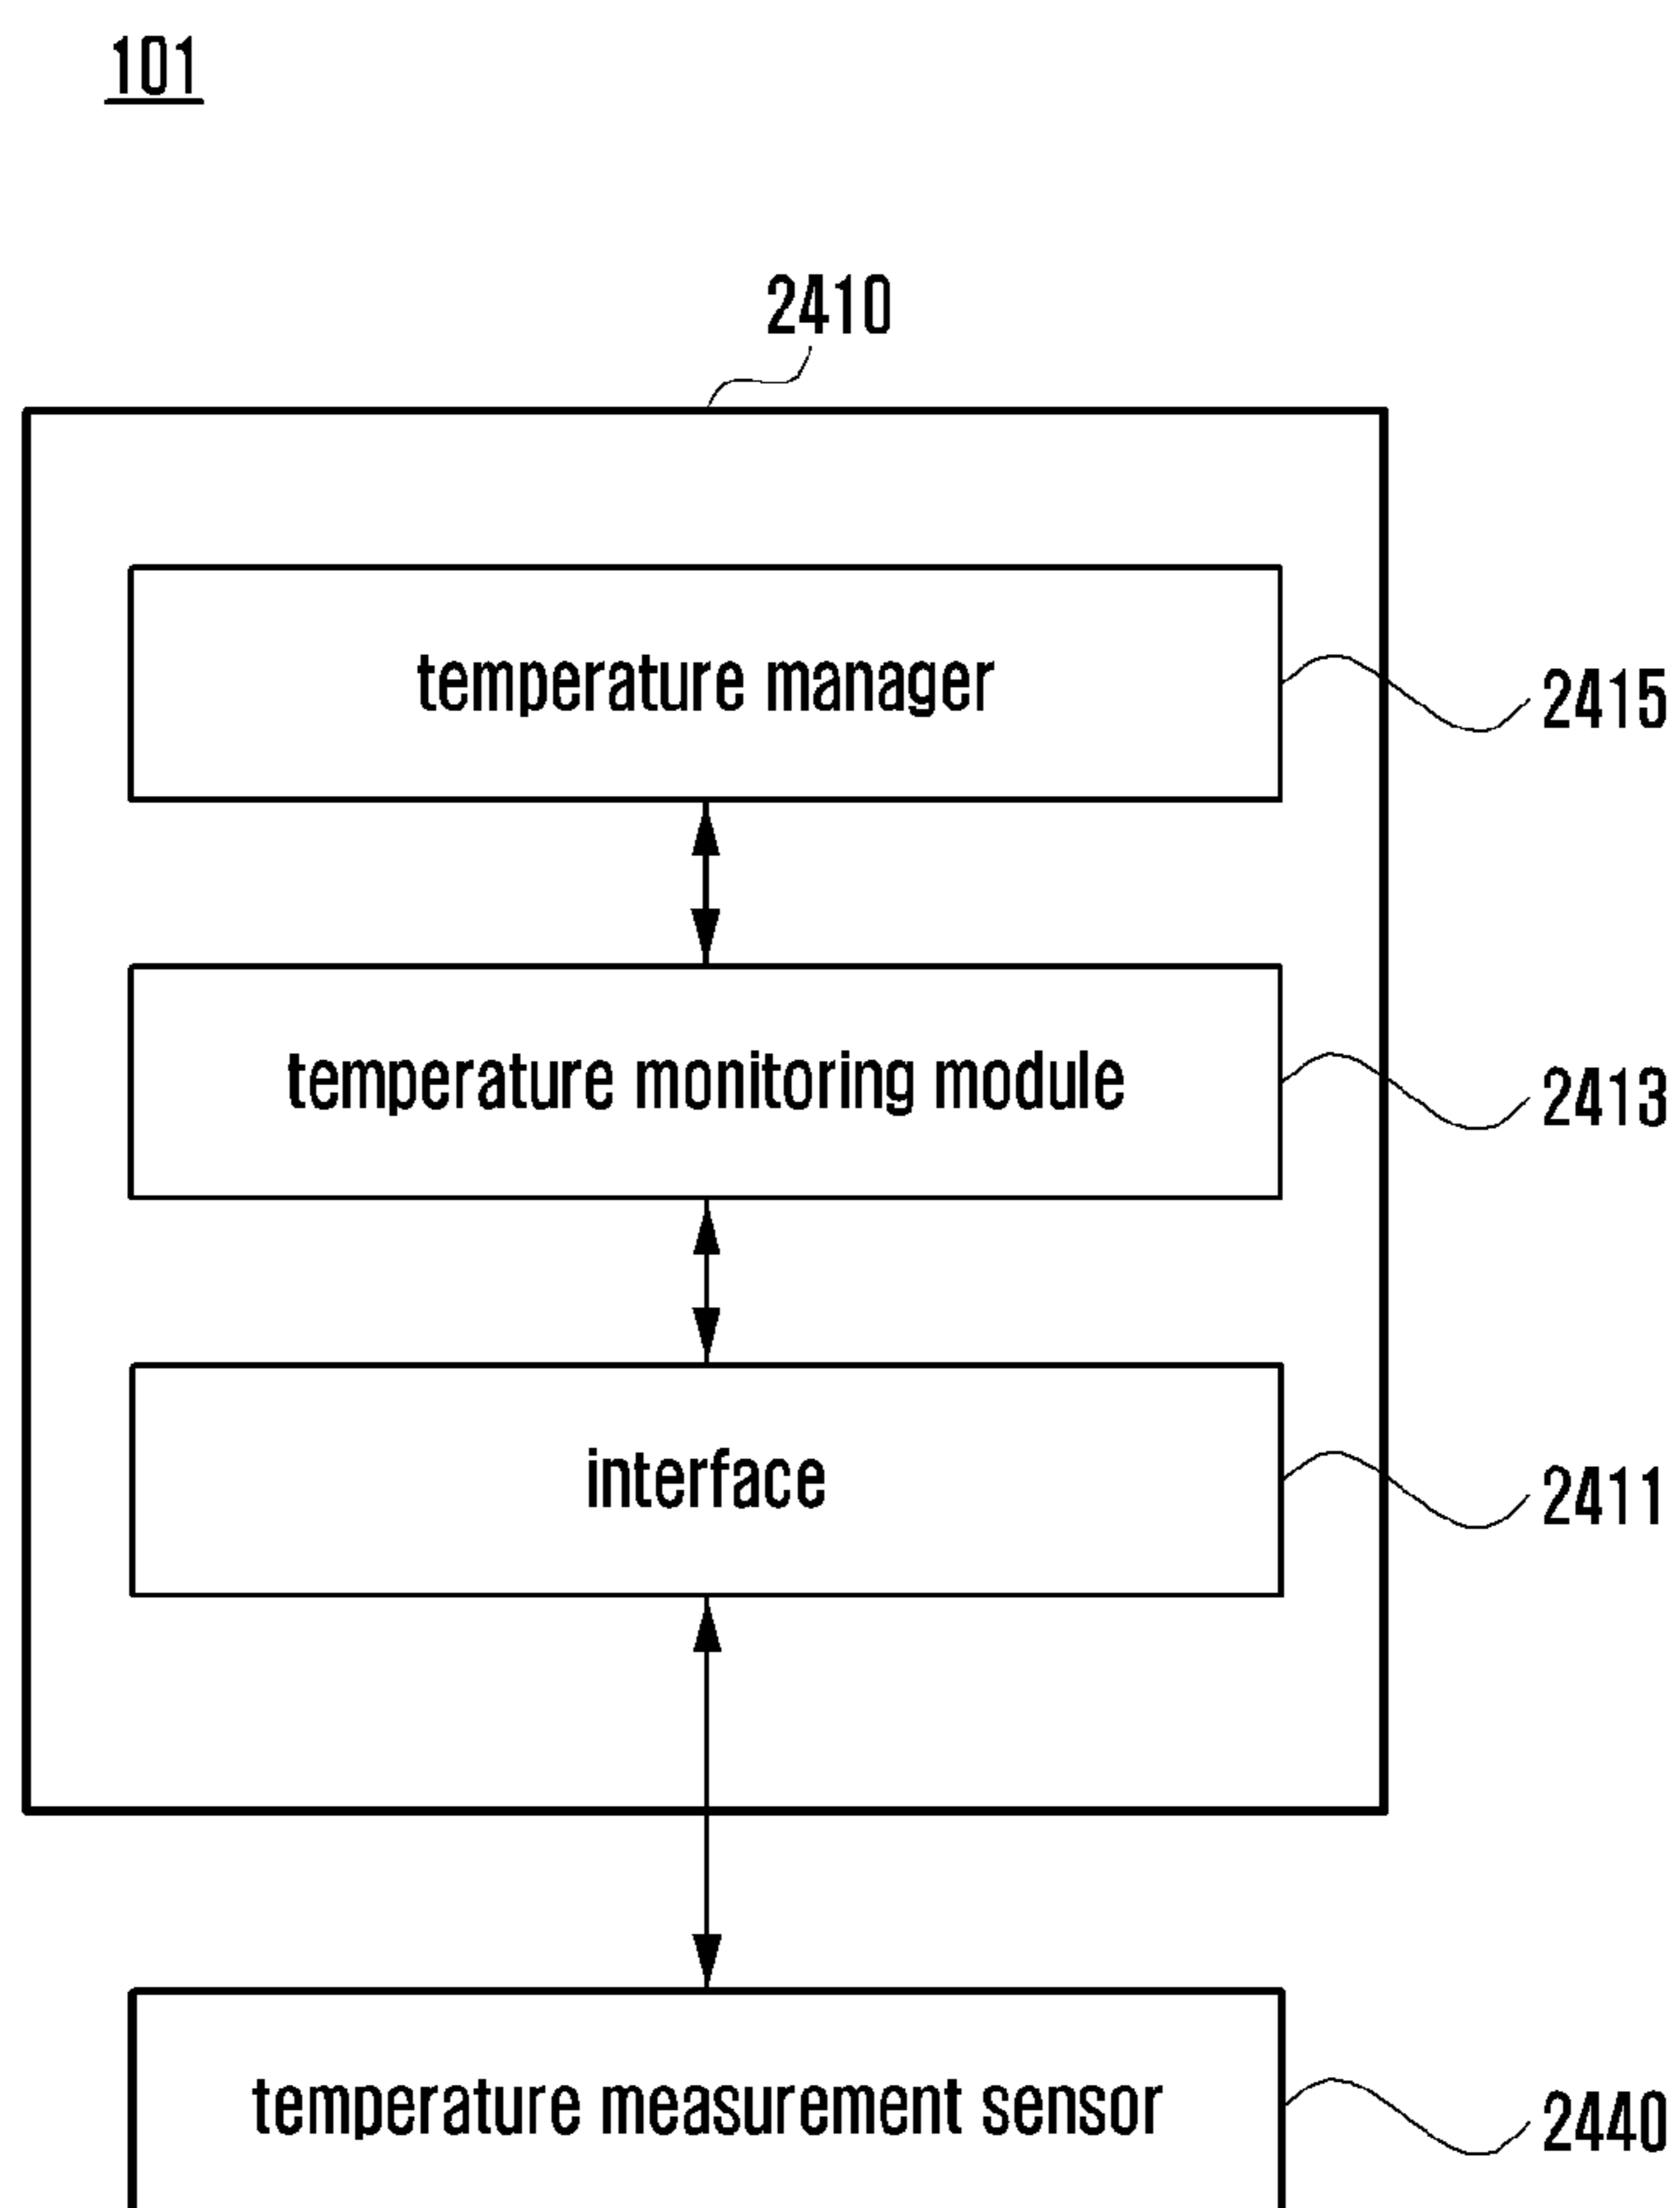 101
2410
temperature manager
2415
temperature monitoring module
2413
interface
2411
temperature measurement sensor
2440